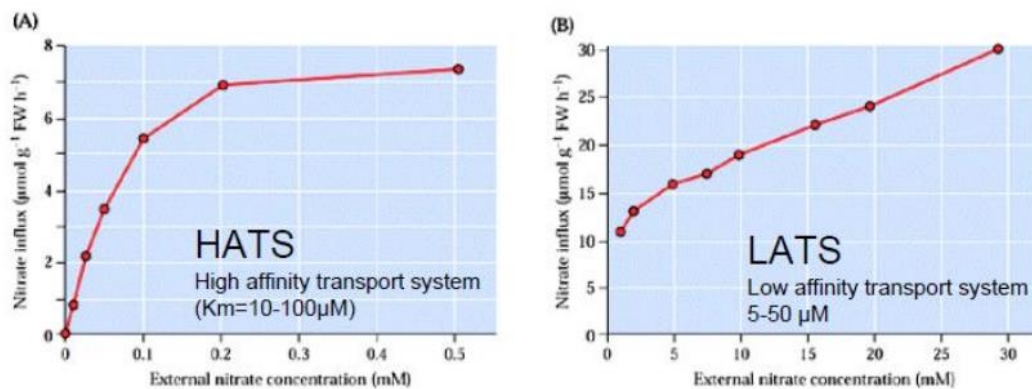 (A)
8
6
4
2
0
0
0.1
0.2
0.3
0.4
0.5
Nitrate influx (µmol g⁻¹ FW h⁻¹)
External nitrate concentration (mM)
HATS
High affinity transport system
(Km=10-100µM)
(B)
30
25
20
15
10
5
0
0
5
10
15
20
25
30
Nitrate influx (µmol g⁻¹ FW h⁻¹)
External nitrate concentration (mM)
LATS
Low affinity transport system
5-50 µM